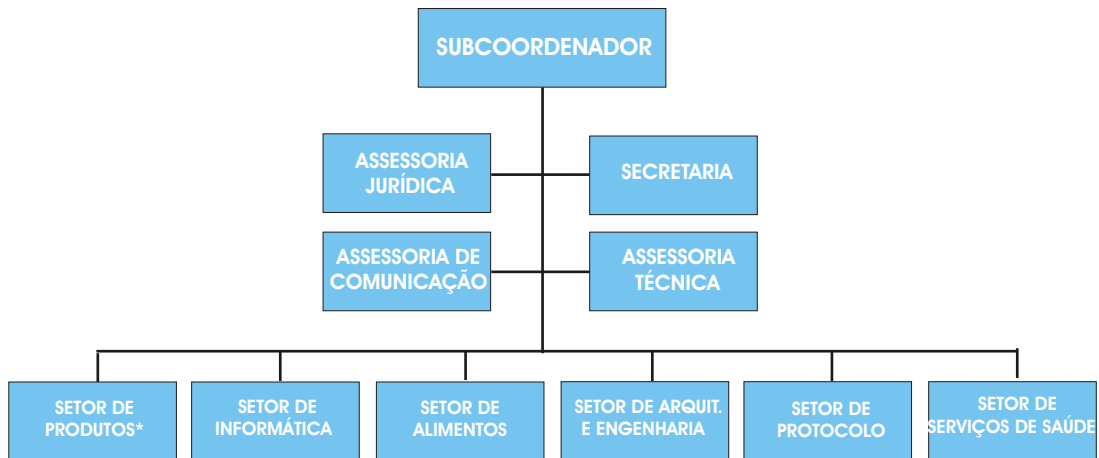 SUBCOORDENADOR
ASSESSORIA
JURÍDICA
SECRETARIA
ASSESSORIA DE
COMUNICAÇÃO
ASSESSORIA
TÉCNICA
SETOR DE
PRODUTOS*
SETOR DE
INFORMÁTICA
SETOR DE
ALIMENTOS
SETOR DE ARQUIT.
E ENGENHARIA
SETOR DE
PROTOCOLO
SETOR DE
SERVIÇOS DE SAÚDE